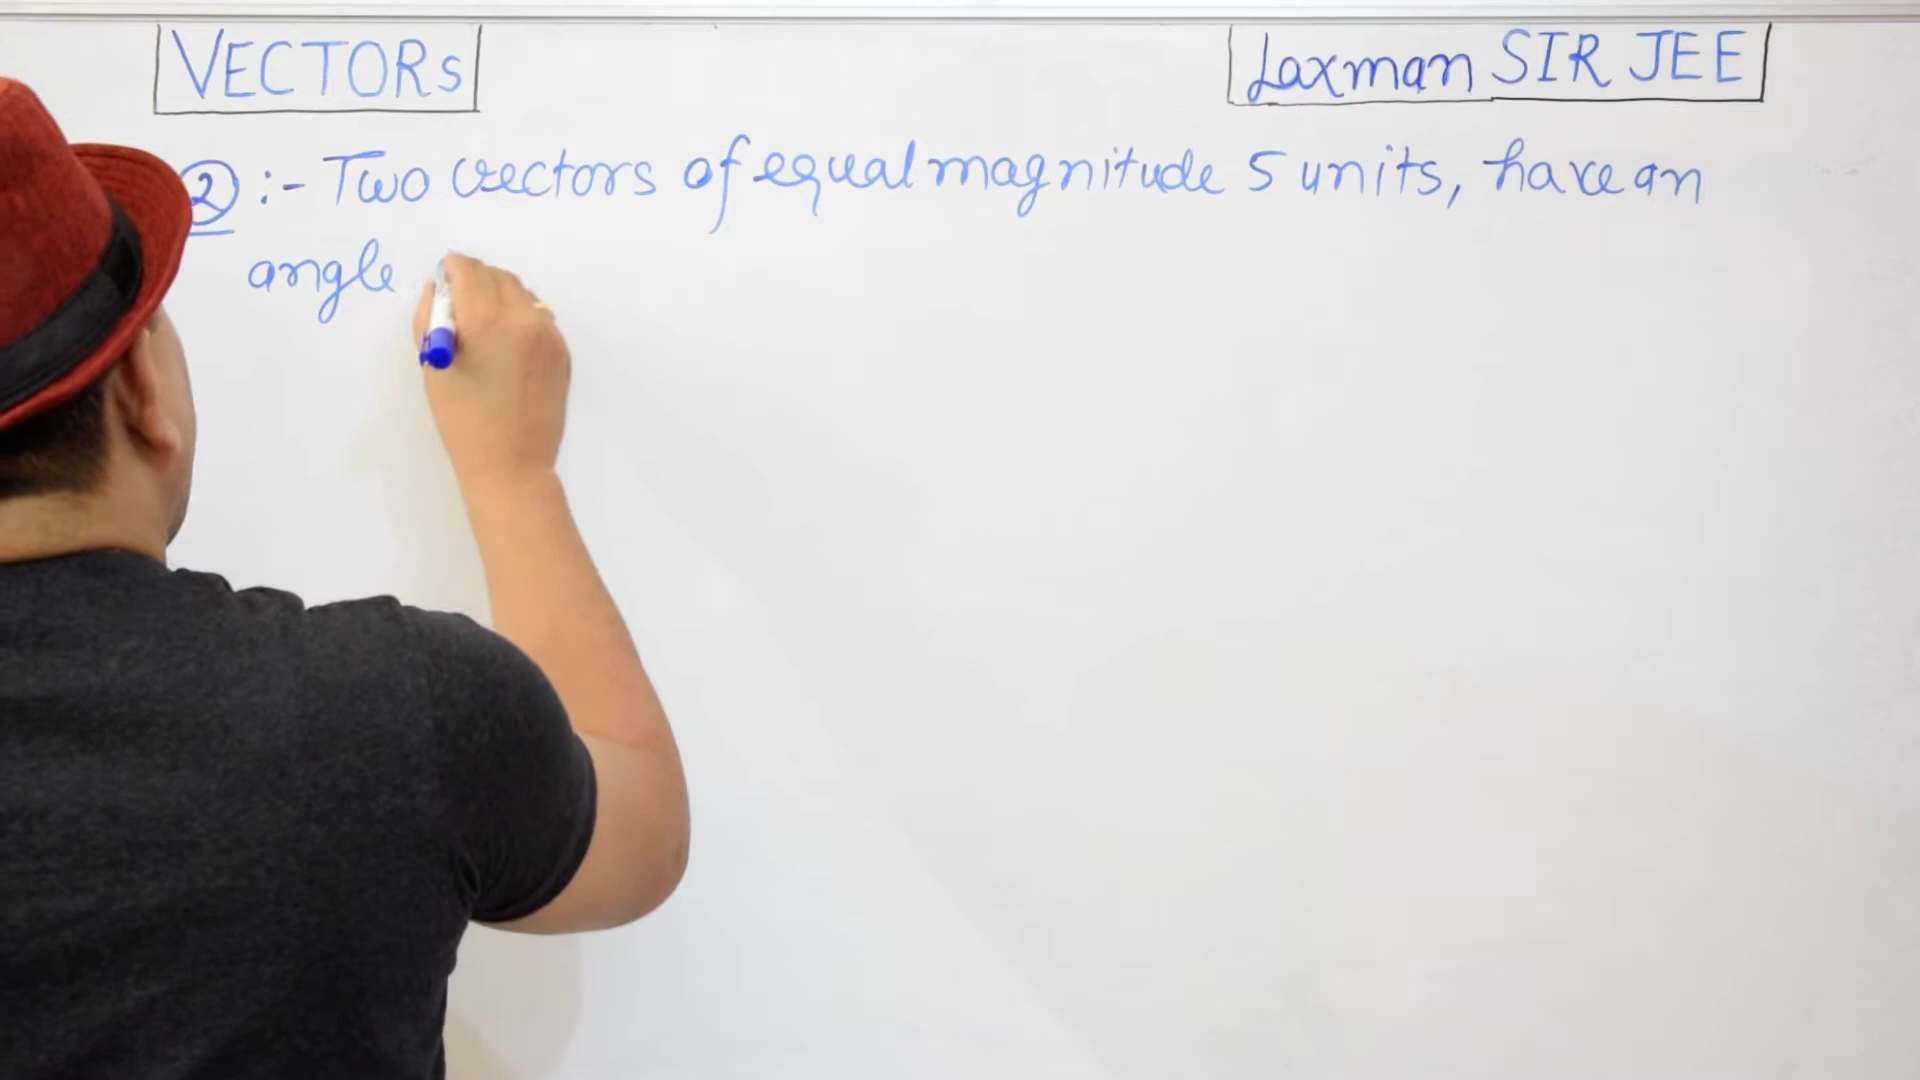 VECTORs
Laxman SIR JEE
2 :- Two vectors of equal magnitude 5 units, have an
angle